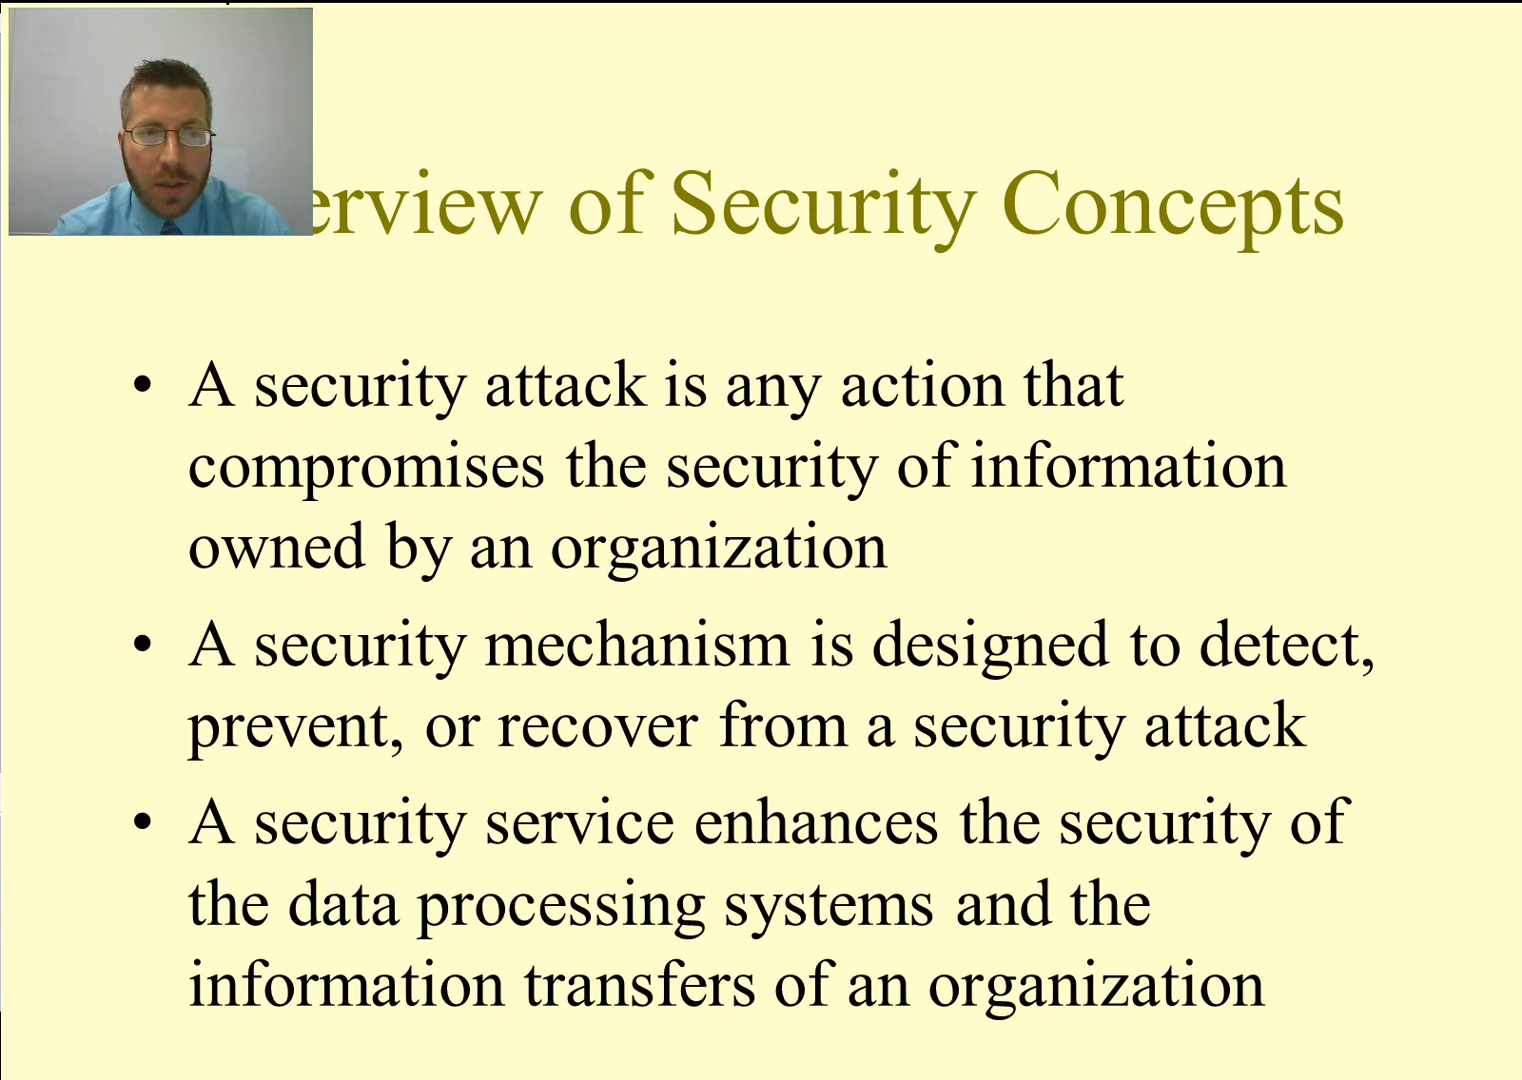 erview of Security Concepts
• A security attack is any action that
compromises the security of information
owned by an organization
• A security mechanism is designed to detect,
prevent, or recover from a security attack
• A security service enhances the security of
the data processing systems and the
information transfers of an organization